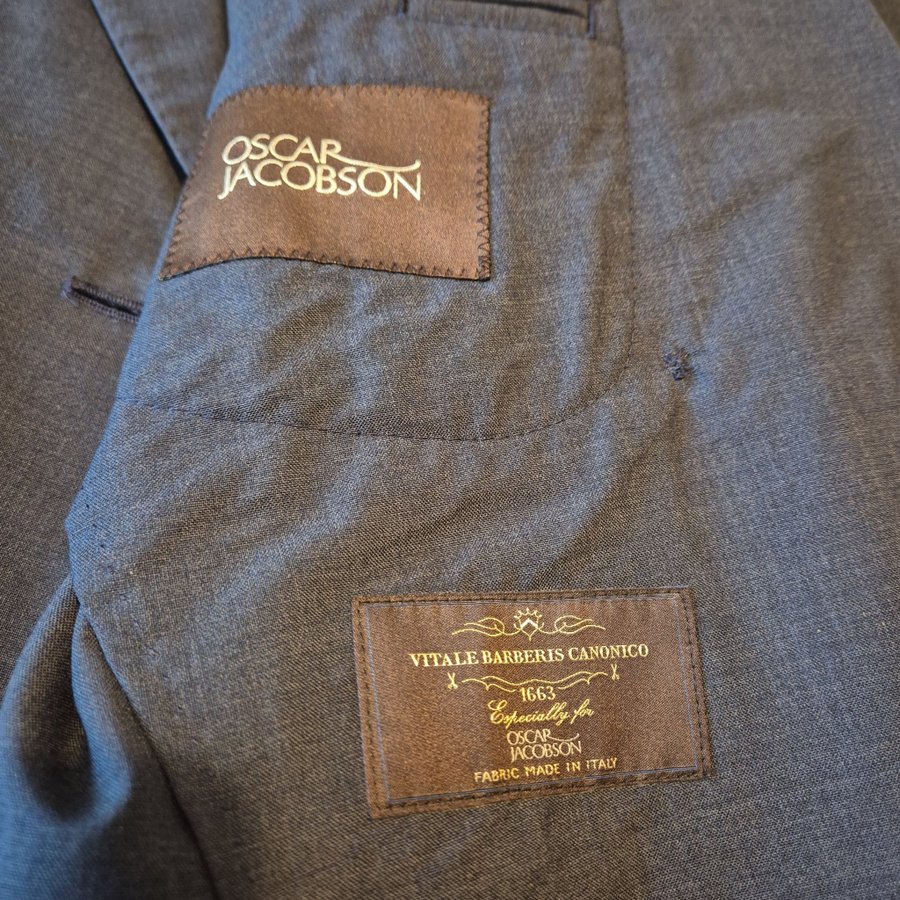 OSCAR
JACOBSON
VITALE BARBERIS CANONICO
1663
Especially for
OSCAR
JACOBSON
FABRIC MADE IN ITALY